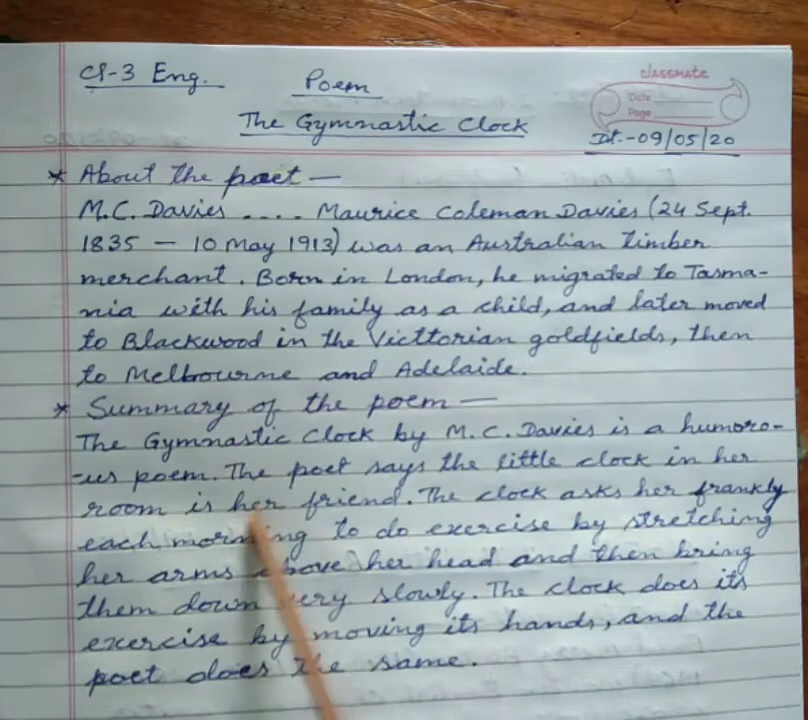 Cl-3 Eng. Poem
classmate
Date
Page
The Gymnastic Clock
Dt.-09/05/20
* About the poet —
M.C. Davies .... Maurice Coleman Davies (24 Sept.
1835 — 10 May 1913) was an Australian timber
merchant. Born in London, he migrated to Tasma-
nia with his family as a child, and later moved
to Blackwood in the Victtorian goldfields, then
to Melbourne and Adelaide.
* Summary of the poem —
The Gymnastic Clock by M.C. Davies is a humoro-
-us poem. The poet says the little clock in her
room is her friend. The clock asks her frankly
each morning to do exercise by stretching
her arms above her head and then bring
them down very slowly. The clock does its
exercise by moving its hands, and the
poet does the same.